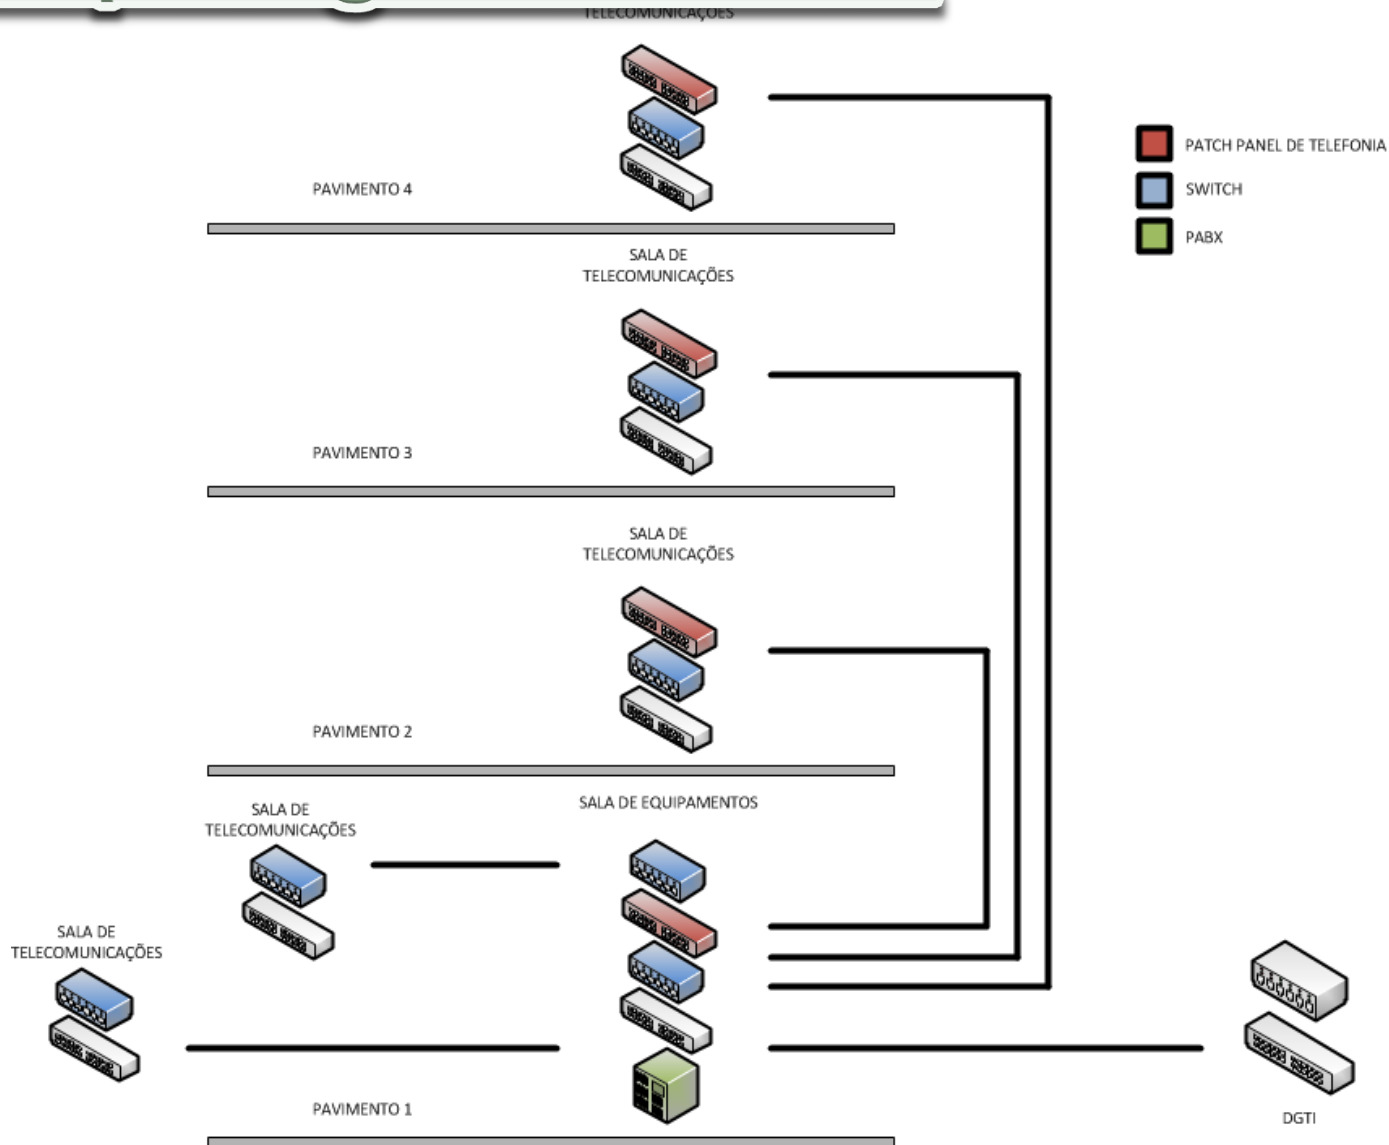 TELECOMUNICAÇÕES
PATCH PANEL DE TELEFONIA
SWITCH
PABX
PAVIMENTO 4
SALA DE
TELECOMUNICAÇÕES
PAVIMENTO 3
SALA DE
TELECOMUNICAÇÕES
PAVIMENTO 2
SALA DE EQUIPAMENTOS
SALA DE
TELECOMUNICAÇÕES
SALA DE
TELECOMUNICAÇÕES
PAVIMENTO 1
DGTI